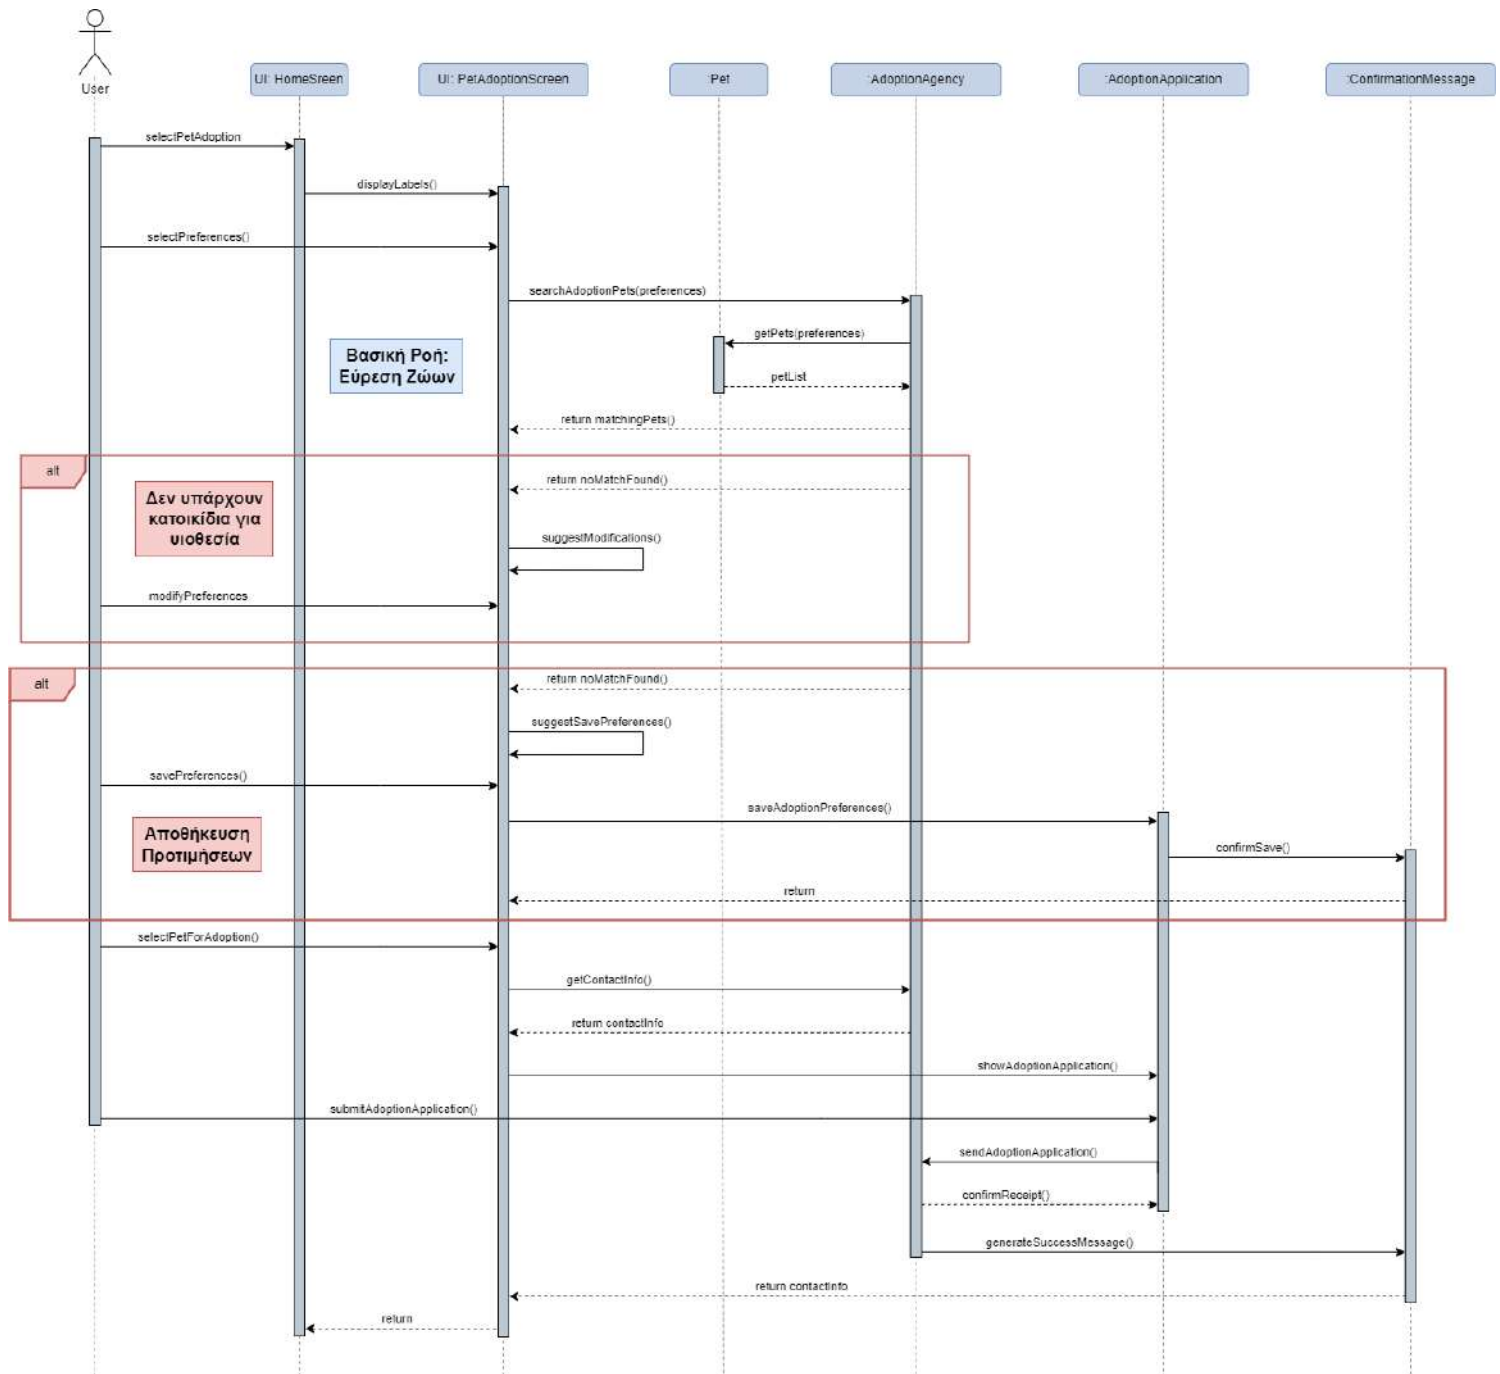 User
UI: HomeSreen
UI: PetAdoptionScreen
:Pet
:AdoptionAgency
:AdoptionApplication
:ConfirmationMessage
selectPetAdoption
displayLabels()
selectPreferences()
searchAdoptionPets(preferences)
getPets(preferences)
Βασική Ροή:
Εύρεση Ζώων
petList
return matchingPets()
alt
return noMatchFound()
Δεν υπάρχουν
κατοικίδια για
υιοθεσία
suggestModifications()
modifyPreferences
alt
return noMatchFound()
suggestSavePreferences()
savePreferences()
saveAdoptionPreferences()
Αποθήκευση
Προτιμήσεων
confirmSave()
return
selectPetForAdoption()
getContactInfo()
return contactInfo
showAdoptionApplication()
submitAdoptionApplication()
sendAdoptionApplication()
confirmReceipt()
generateSuccessMessage()
return contactInfo
return